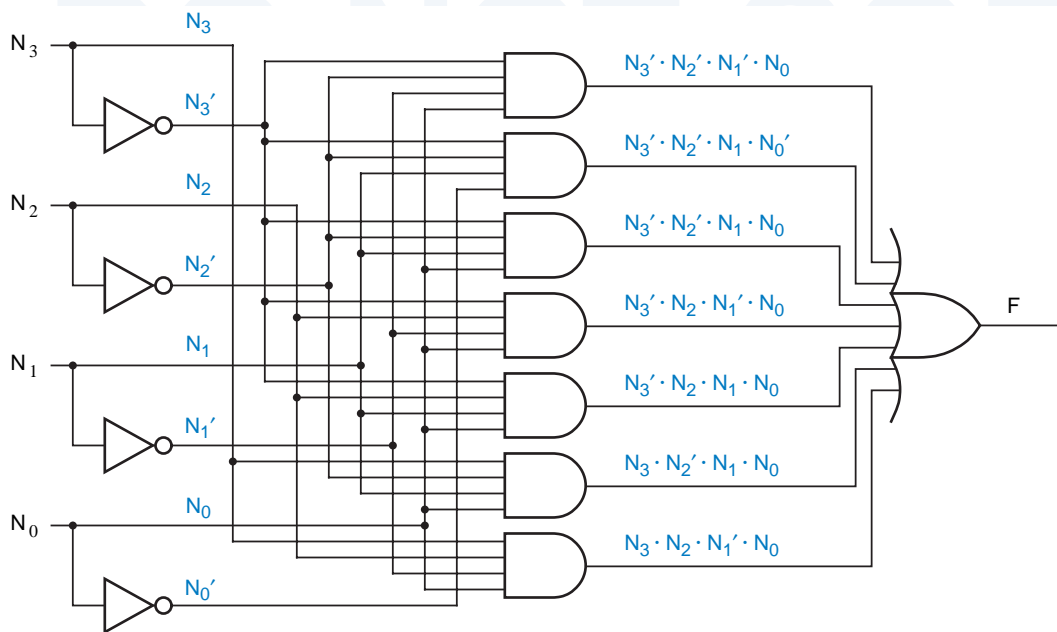 N₃
N₃
N₃′
N₂
N₂
N₂′
N₁
N₁
N₁′
N₀
N₀
N₀′
N₃′ · N₂′ · N₁′ · N₀
N₃′ · N₂′ · N₁ · N₀′
N₃′ · N₂′ · N₁ · N₀
N₃′ · N₂ · N₁′ · N₀
N₃′ · N₂ · N₁ · N₀
N₃ · N₂′ · N₁ · N₀
N₃ · N₂ · N₁′ · N₀
F